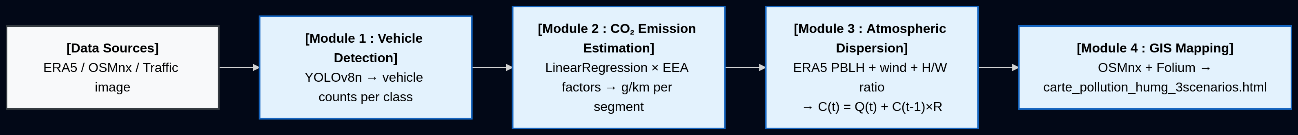 [Data Sources]
ERA5 / OSMnx / Traffic
image
[Module 1 : Vehicle
Detection]
YOLOv8n → vehicle
counts per class
[Module 2 : CO₂ Emission
Estimation]
LinearRegression × EEA
factors → g/km per
segment
[Module 3 : Atmospheric
Dispersion]
ERA5 PBLH + wind + H/W
ratio
→ C(t) = Q(t) + C(t-1)×R
[Module 4 : GIS Mapping]
OSMnx + Folium →
carte_pollution_humg_3scenarios.html